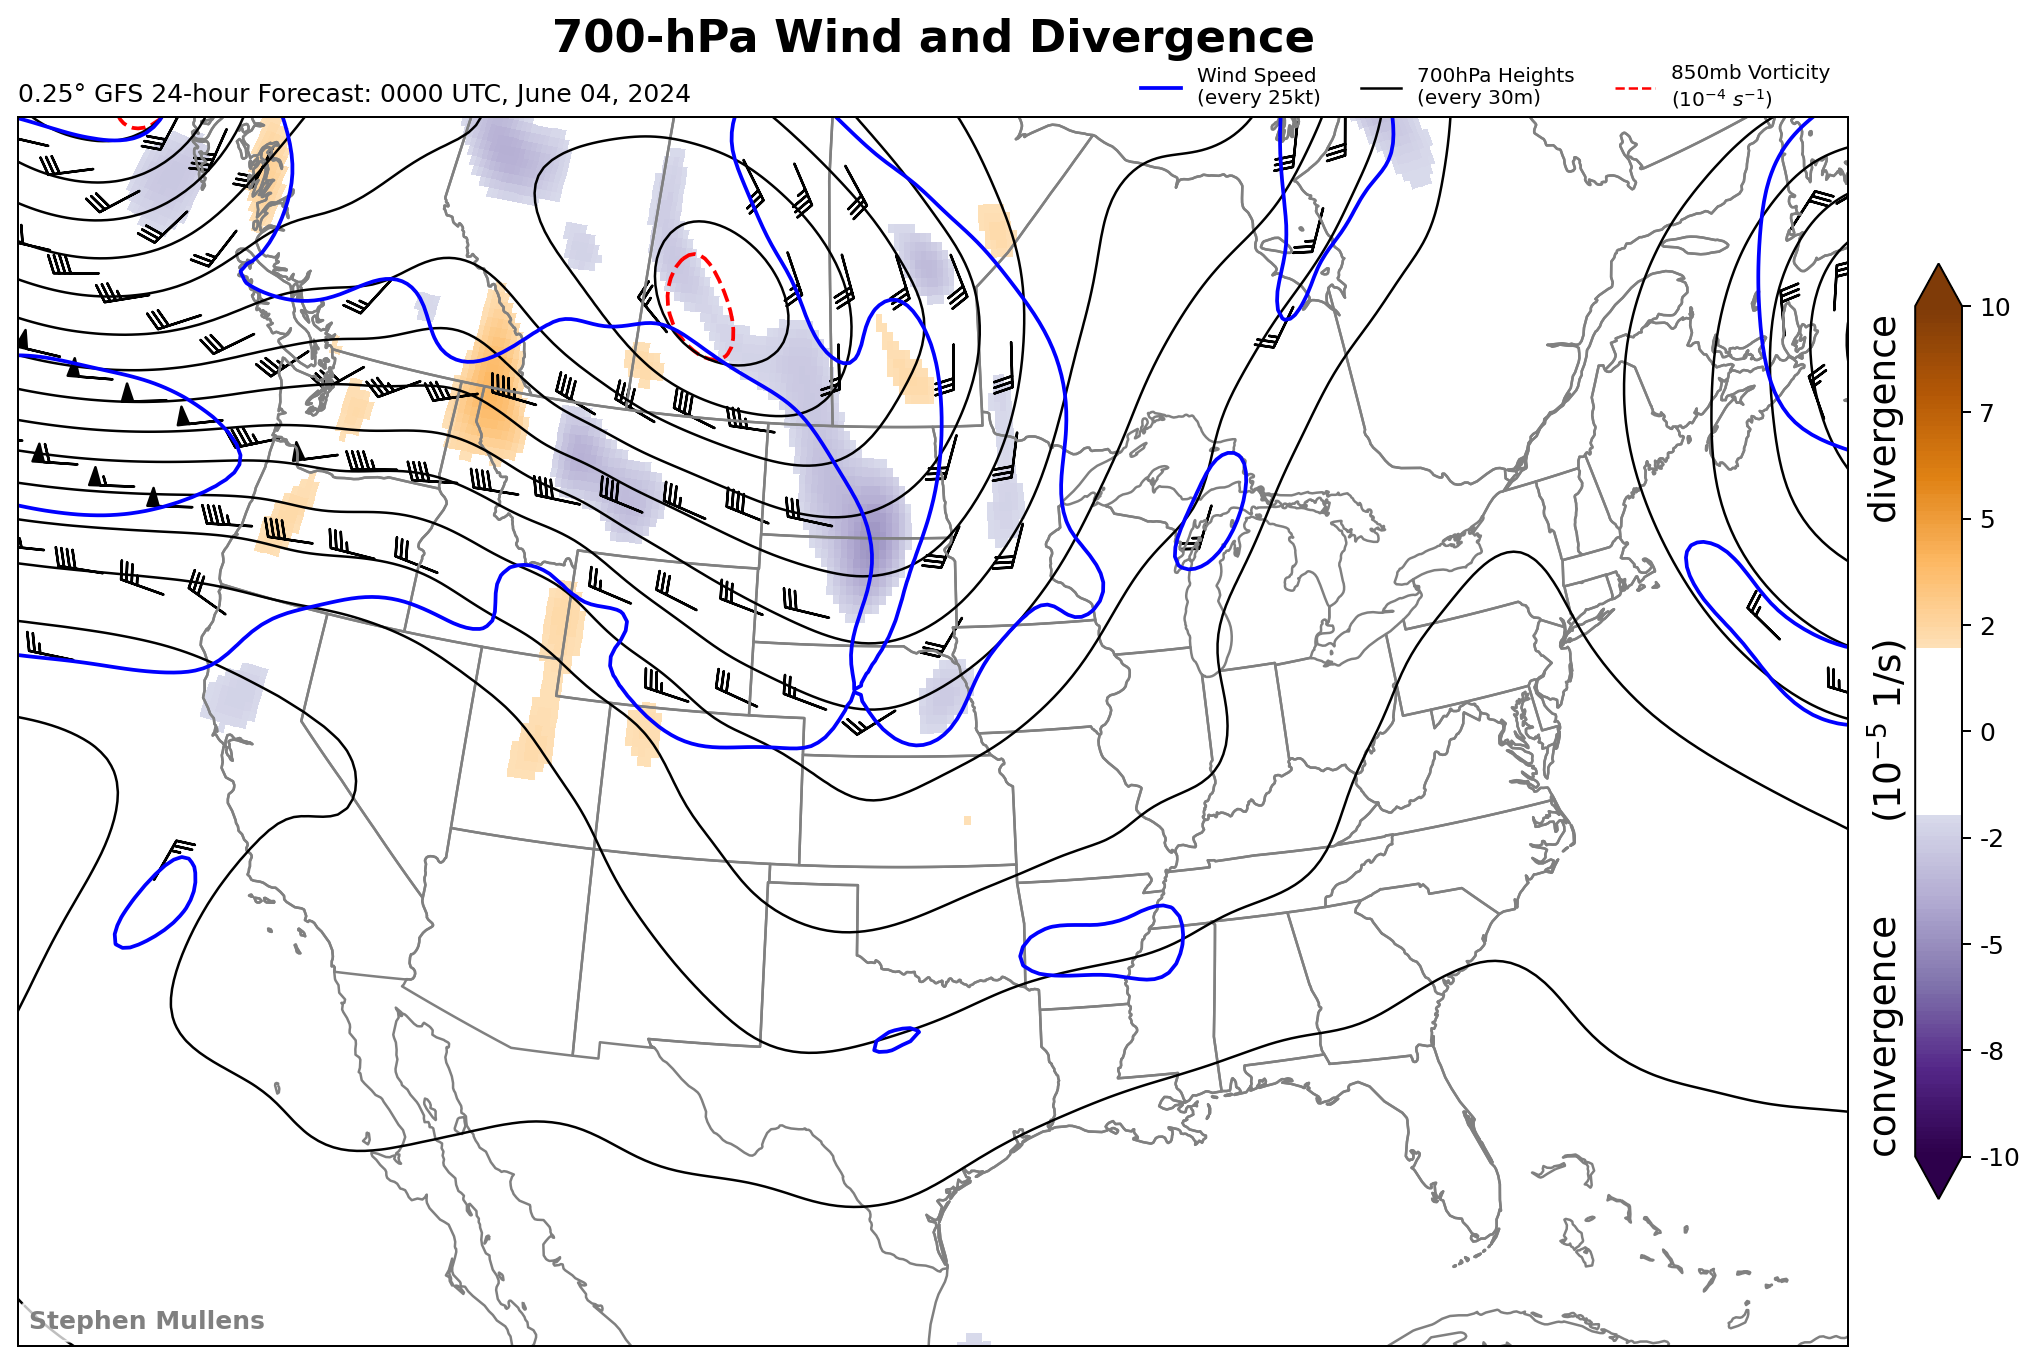 700-hPa Wind and Divergence
0.25° GFS 24-hour Forecast: 0000 UTC, June 04, 2024
Wind Speed
(every 25kt)
700hPa Heights
(every 30m)
850mb Vorticity
(10⁻⁴ s⁻¹)
convergence (10⁻⁵ 1/s) divergence
10
7
5
2
0
-2
-5
-8
-10
Stephen Mullens